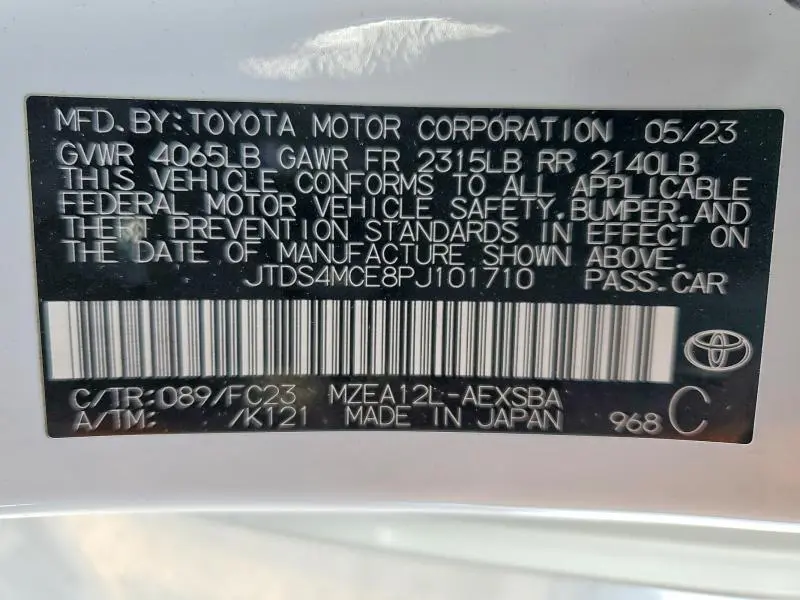 MFD.BY:TOYOTA MOTOR CORPORATION 05/23
GVWR 4065LB GAWR FR 2315LB RR 2140LB
THIS VEHICLE CONFORMS TO ALL APPLICABLE
FEDERAL MOTOR VEHICLE SAFETY,BUMPER,AND
THEFT PREVENTION STANDARDS IN EFFECT ON
THE DATE OF MANUFACTURE SHOWN ABOVE.
JTDS4MCE8PJ101710 PASS.CAR
C/TR:089/FC23 MZEA12L-AEXSBA
A/TM: /K121 MADE IN JAPAN 968 C